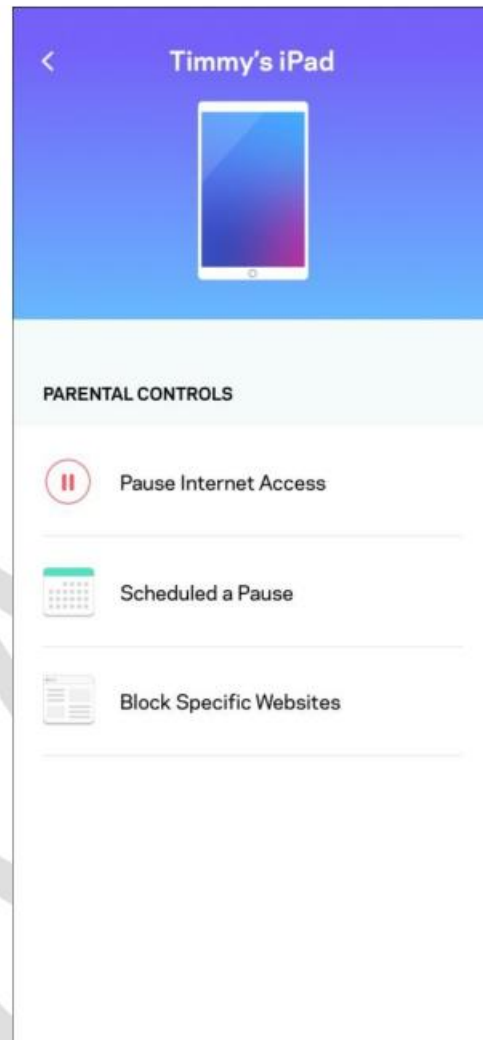 Timmy's iPad
PARENTAL CONTROLS
Pause Internet Access
Scheduled a Pause
Block Specific Websites